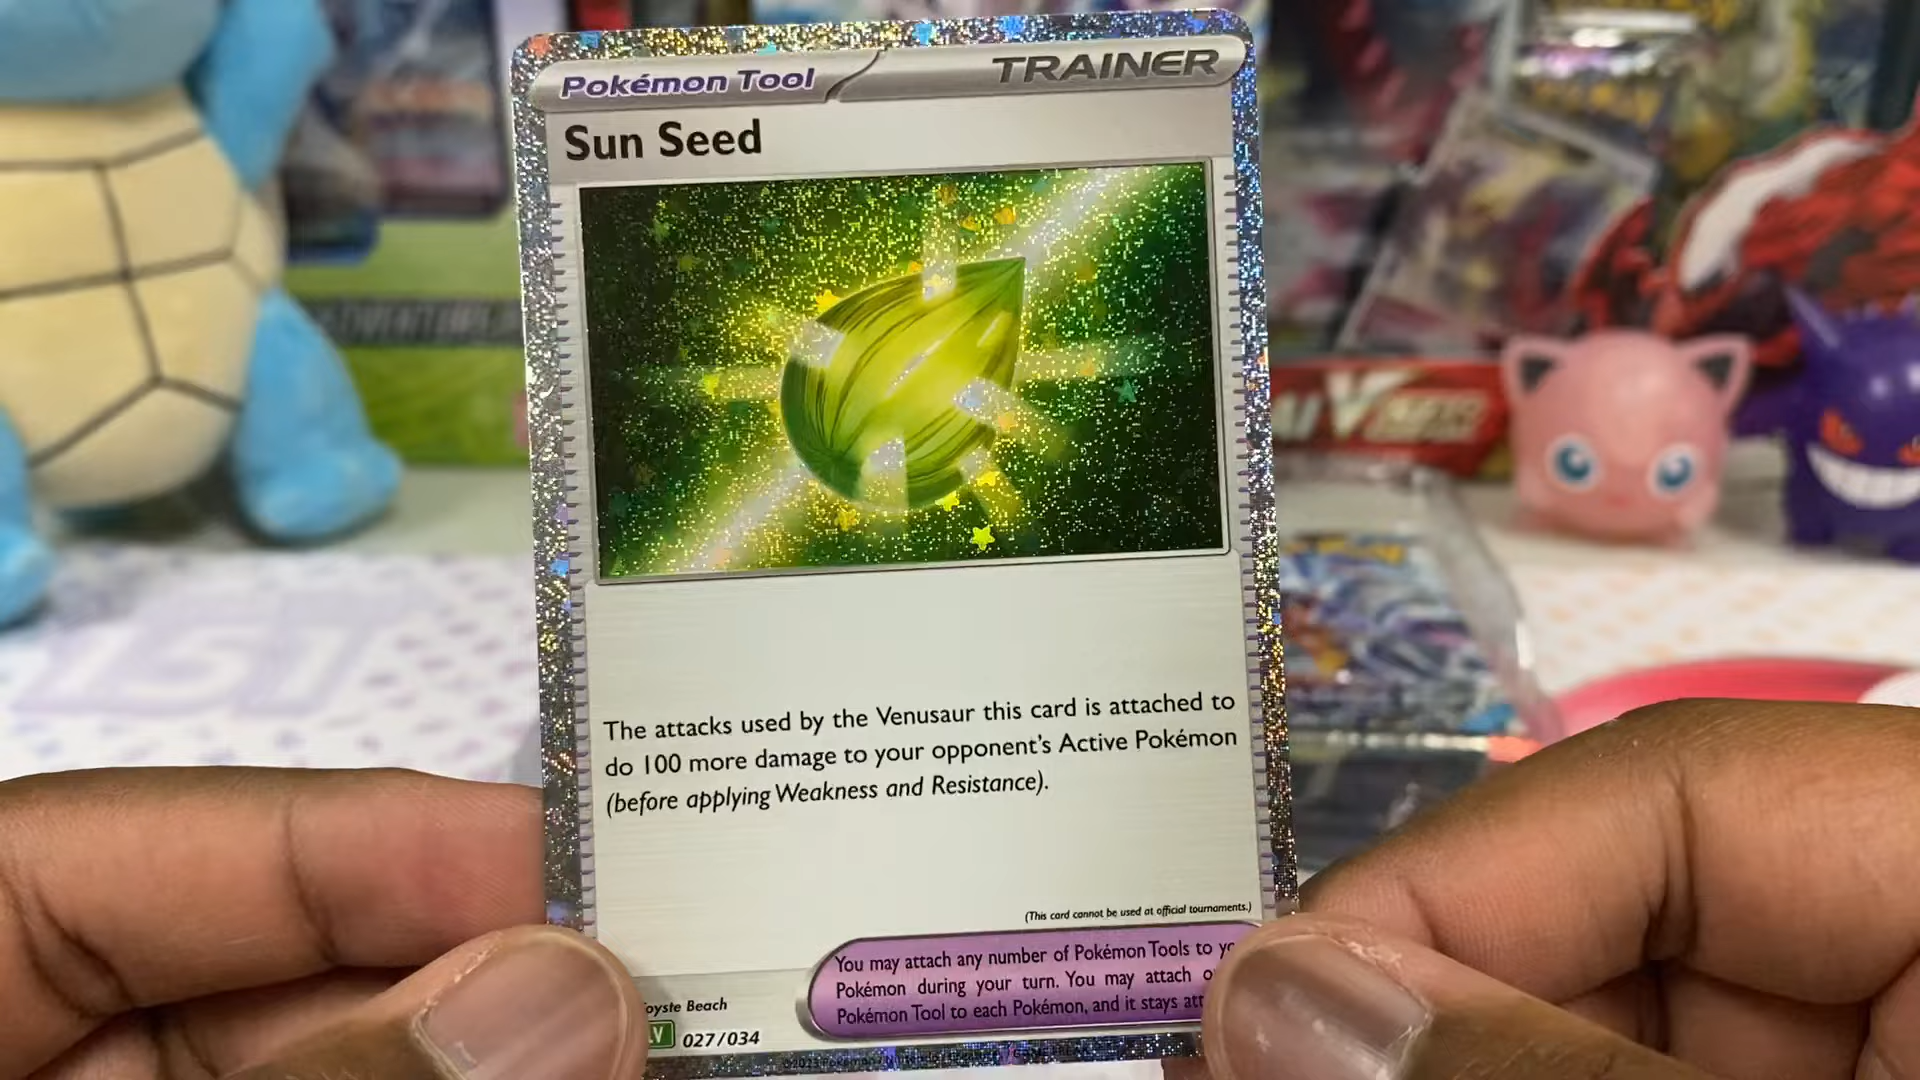 Pokémon Tool
TRAINER
Sun Seed
The attacks used by the Venusaur this card is attached to
do 100 more damage to your opponent's Active Pokémon
(before applying Weakness and Resistance).
(This card cannot be used at official tournaments.)
You may attach any number of Pokémon Tools to
Pokémon during your turn. You may attach
Pokémon Tool to each Pokémon, and it stays
oyste Beach
LV 027/034
151